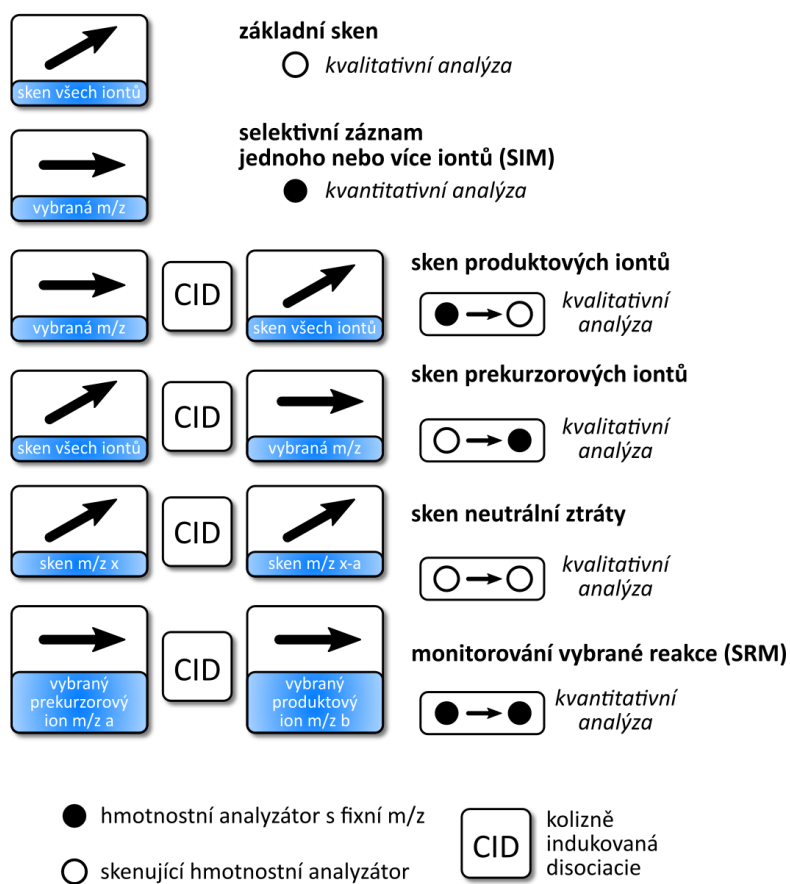 sken všech iontů
základní sken
kvalitativní analýza
vybraná m/z
selektivní záznam
jednoho nebo více iontů (SIM)
kvantitativní analýza
vybraná m/z
CID
sken všech iontů
sken produktových iontů
kvalitativní
analýza
sken všech iontů
CID
vybraná m/z
sken prekurzorových iontů
kvalitativní
analýza
sken m/z x
CID
sken m/z x-a
sken neutrální ztráty
kvalitativní
analýza
vybraný
prekurzorový
ion m/z a
CID
vybraný
produktový
ion m/z b
monitorování vybrané reakce (SRM)
kvantitativní
analýza
hmotnostní analyzátor s fixní m/z
skenující hmotnostní analyzátor
CID
kolizně
indukovaná
disociacie